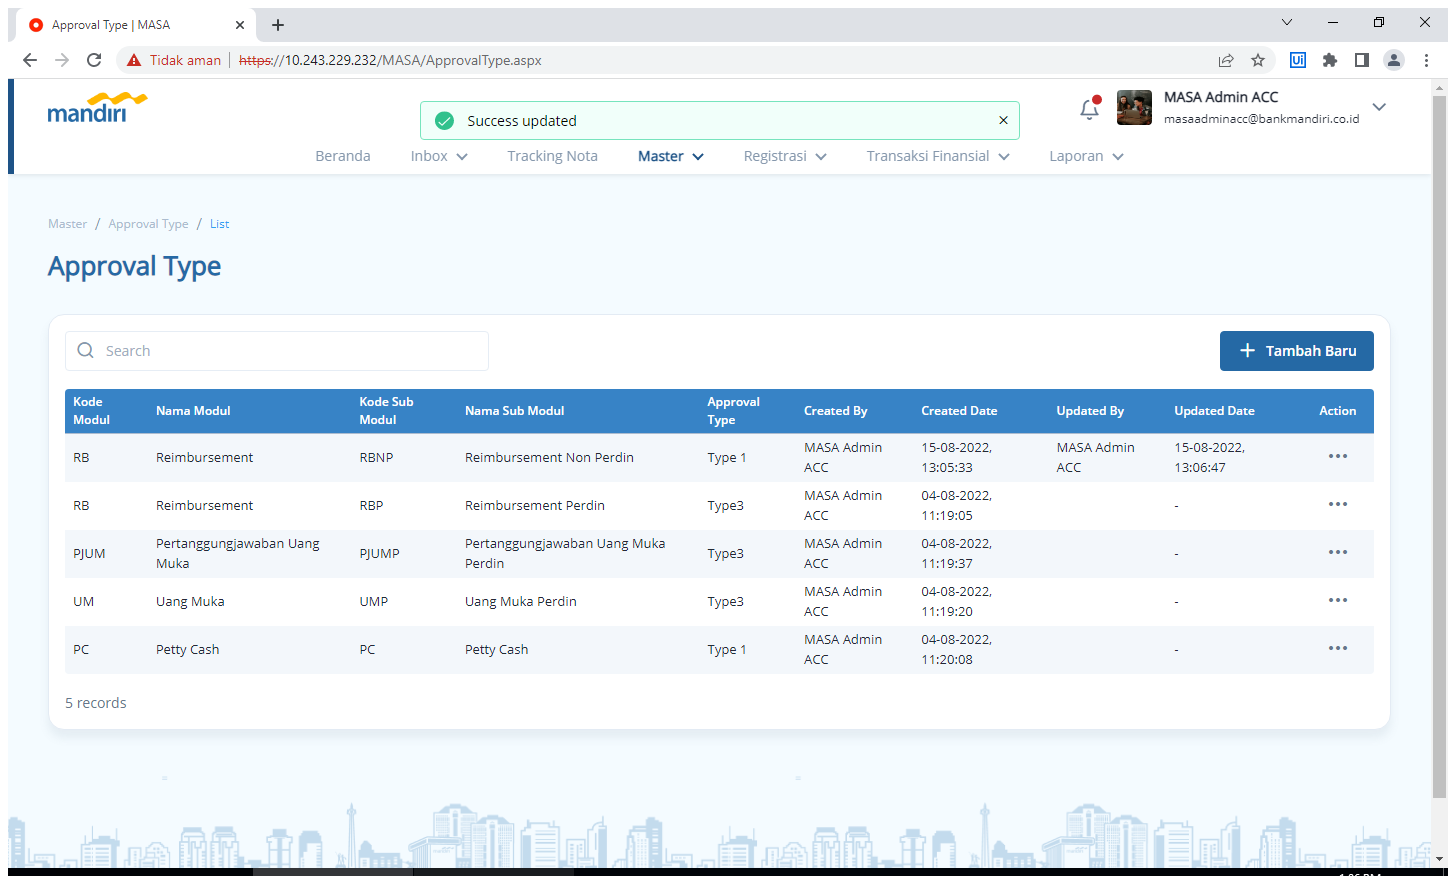 Approval Type | MASA
Tidak aman
https://10.243.229.232/MASA/ApprovalType.aspx
Ui
mandiri
Success updated
MASA Admin ACC
masaadminacc@bankmandiri.co.id
Beranda Inbox Tracking Nota Master Registrasi Transaksi Finansial Laporan
Master / Approval Type / List
Approval Type
Search
+ Tambah Baru
Kode Modul Nama Modul Kode Sub Modul Nama Sub Modul Approval Type Created By Created Date Updated By Updated Date Action
RB Reimbursement RBNP Reimbursement Non Perdin Type 1 MASA Admin ACC 15-08-2022, 13:05:33 MASA Admin ACC 15-08-2022, 13:06:47
RB Reimbursement RBP Reimbursement Perdin Type3 MASA Admin ACC 04-08-2022, 11:19:05 -
PJUM Pertanggungjawaban Uang Muka PJUMP Pertanggungjawaban Uang Muka Perdin Type3 MASA Admin ACC 04-08-2022, 11:19:37 -
UM Uang Muka UMP Uang Muka Perdin Type3 MASA Admin ACC 04-08-2022, 11:19:20 -
PC Petty Cash PC Petty Cash Type 1 MASA Admin ACC 04-08-2022, 11:20:08 -
5 records